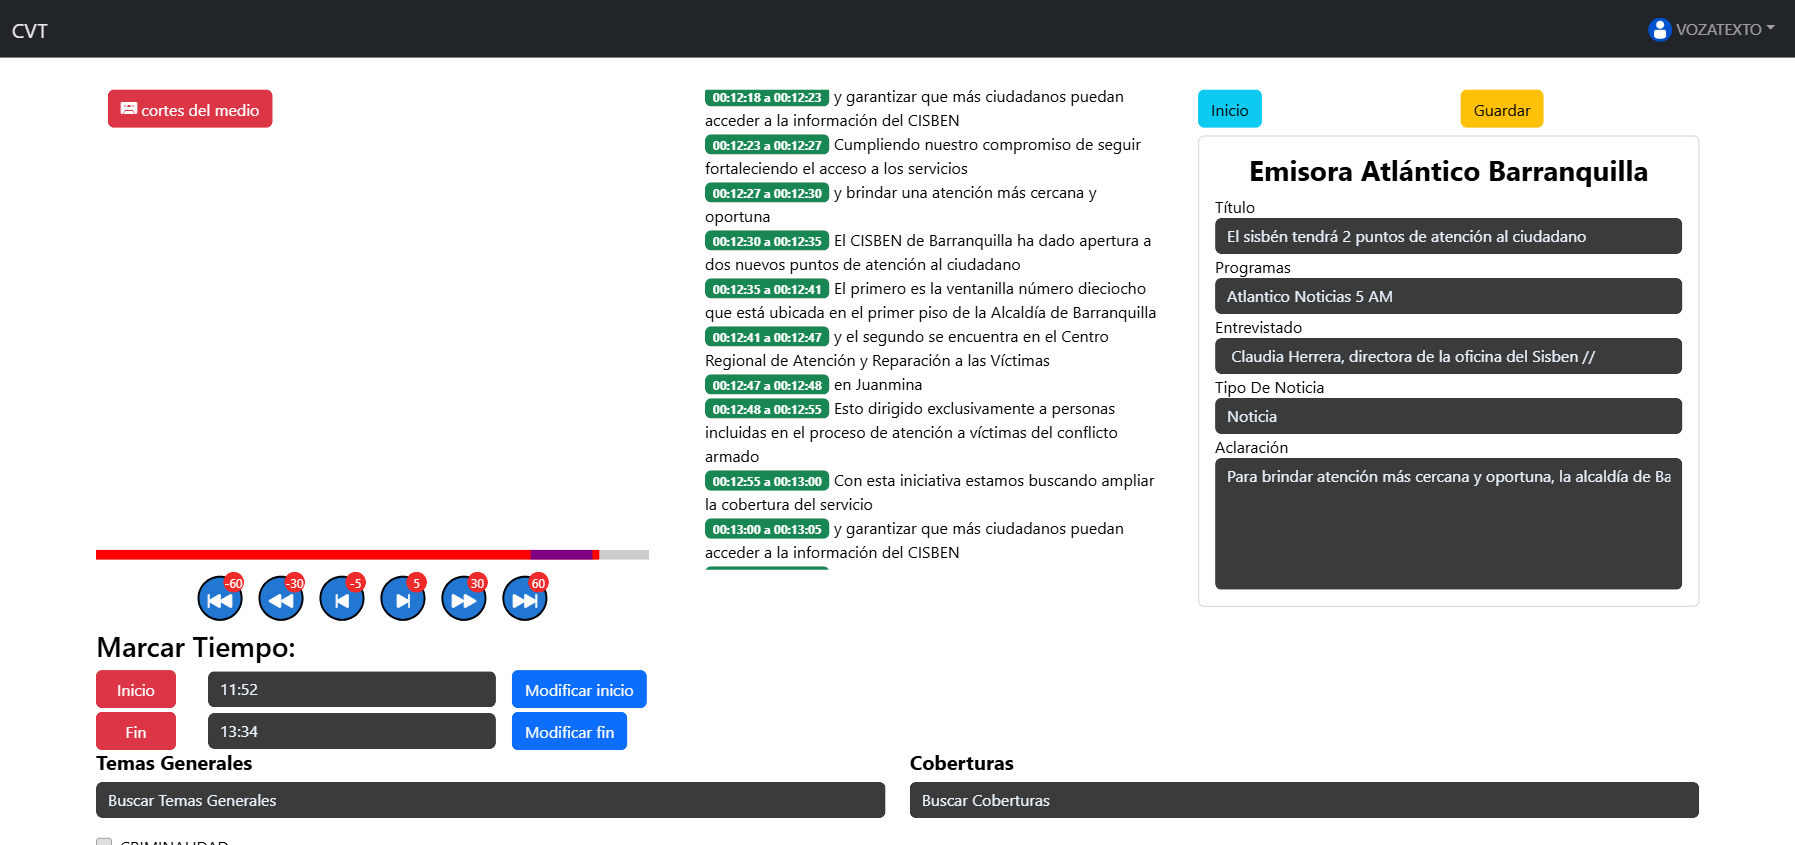 CVT
VOZATEXTO
cortes del medio
00:12:18 a 00:12:23 y garantizar que más ciudadanos puedan
acceder a la información del CISBEN
00:12:23 a 00:12:27 Cumpliendo nuestro compromiso de seguir
fortaleciendo el acceso a los servicios
00:12:27 a 00:12:30 y brindar una atención más cercana y
oportuna
00:12:30 a 00:12:35 El CISBEN de Barranquilla ha dado apertura a
dos nuevos puntos de atención al ciudadano
00:12:35 a 00:12:41 El primero es la ventanilla número dieciocho
que está ubicada en el primer piso de la Alcaldía de Barranquilla
00:12:41 a 00:12:47 y el segundo se encuentra en el Centro
Regional de Atención y Reparación a las Víctimas
00:12:47 a 00:12:48 en Juanmina
00:12:48 a 00:12:55 Esto dirigido exclusivamente a personas
incluidas en el proceso de atención a víctimas del conflicto
armado
00:12:55 a 00:13:00 Con esta iniciativa estamos buscando ampliar
la cobertura del servicio
00:13:00 a 00:13:05 y garantizar que más ciudadanos puedan
acceder a la información del CISBEN
Inicio
Guardar
Emisora Atlántico Barranquilla
Título
El sisbén tendrá 2 puntos de atención al ciudadano
Programas
Atlantico Noticias 5 AM
Entrevistado
Claudia Herrera, directora de la oficina del Sisben //
Tipo De Noticia
Noticia
Aclaración
Para brindar atención más cercana y oportuna, la alcaldía de Ba
-60 -30 -5 5 30 60
Marcar Tiempo:
Inicio 11:52 Modificar inicio
Fin 13:34 Modificar fin
Temas Generales
Buscar Temas Generales
Coberturas
Buscar Coberturas
CRIMINALIDAD